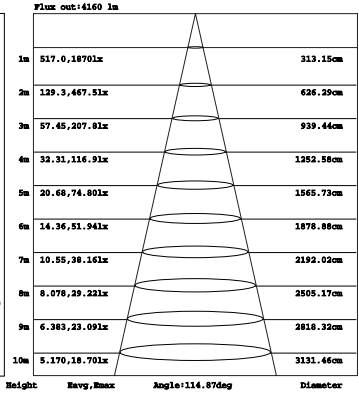 Flux out:4160 lm
1m 517.0,1870lx 313.15cm
2m 129.3,467.5lx 626.29cm
3m 57.45,207.8lx 939.44cm
4m 32.31,116.9lx 1252.58cm
5m 20.68,74.80lx 1565.73cm
6m 14.36,51.94lx 1878.88cm
7m 10.55,38.16lx 2192.02cm
8m 8.078,29.22lx 2505.17cm
9m 6.383,23.09lx 2818.32cm
10m 5.170,18.70lx 3131.46cm
Height Eavg,Emax Angle:114.87deg Diameter